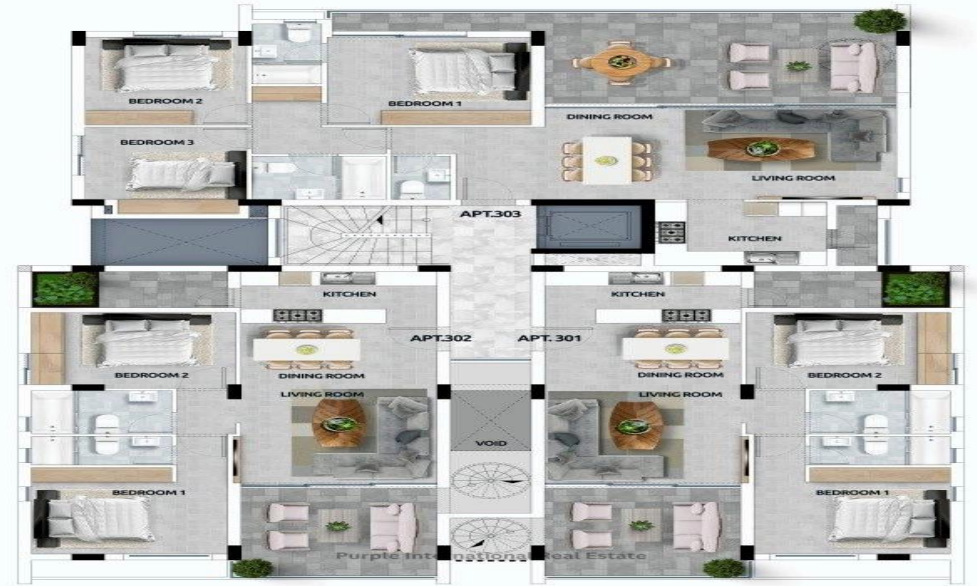 BEDROOM 2
BEDROOM 1
DINING ROOM
BEDROOM 3
LIVING ROOM
APT.303
KITCHEN
KITCHEN
KITCHEN
APT.302
APT. 301
BEDROOM 2
DINING ROOM
DINING ROOM
BEDROOM 2
LIVING ROOM
LIVING ROOM
VOID
BEDROOM 1
BEDROOM 1
Purple International Real Estate